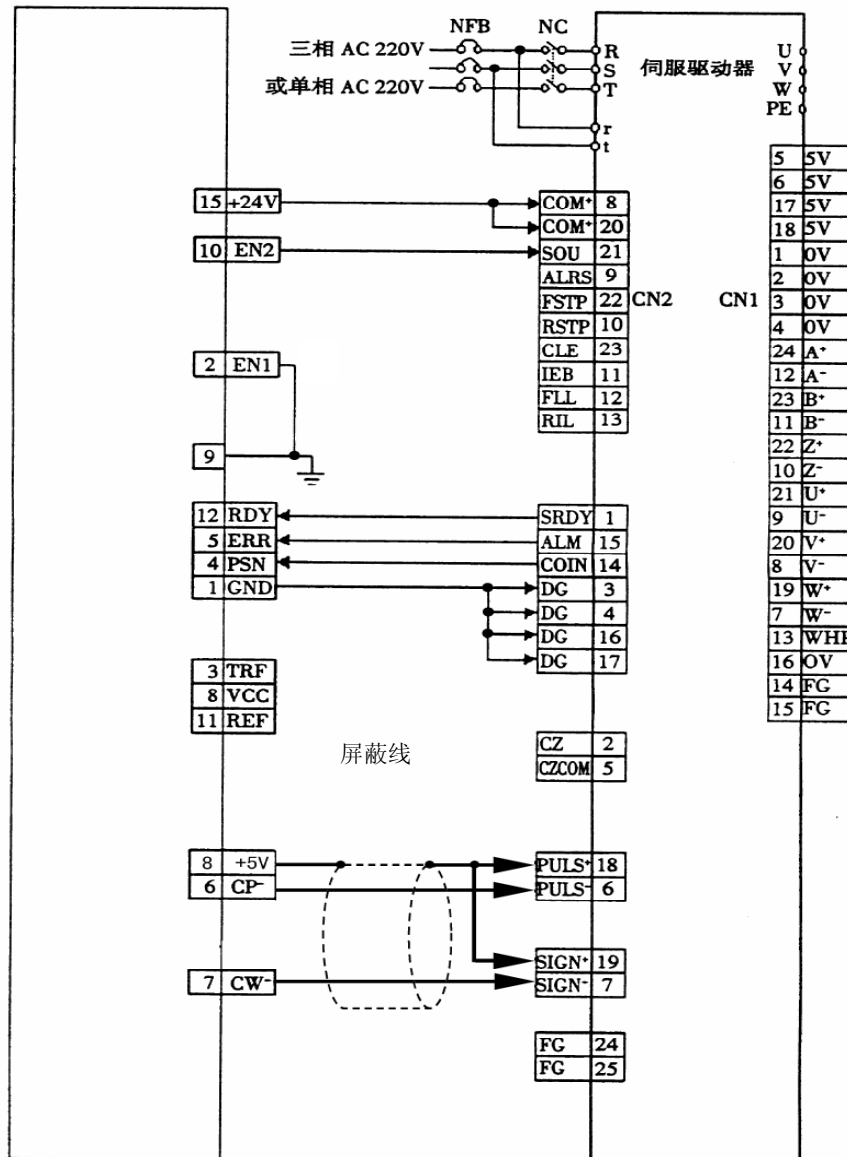 NFB NC
三相 AC 220V R U
S 伺服驱动器 V
或单相 AC 220V T W
PE
r
t
5 5V
6 5V
15 +24V COM+ 8 17 5V
COM+ 20 18 5V
10 EN2 SOU 21 1 0V
ALRS 9 2 0V
FSTP 22 CN2 CN1 3 0V
RSTP 10 4 0V
CLE 23 24 A+
2 EN1 IEB 11 12 A-
FLL 12 23 B+
RIL 13 11 B-
22 Z+
9 10 Z-
21 U+
12 RDY SRDY 1 9 U-
5 ERR ALM 15 20 V+
4 PSN COIN 14 8 V-
1 GND DG 3 19 W+
DG 4 7 W-
DG 16 13
DG 17 16 OV
3 TRF 14 FG
8 VCC 15 FG
11 REF
屏蔽线 CZ 2
CZCOM 5
8 +5V PULS+ 18
6 CP- PULS- 6
SIGN+ 19
7 CW- SIGN- 7
FG 24
FG 25